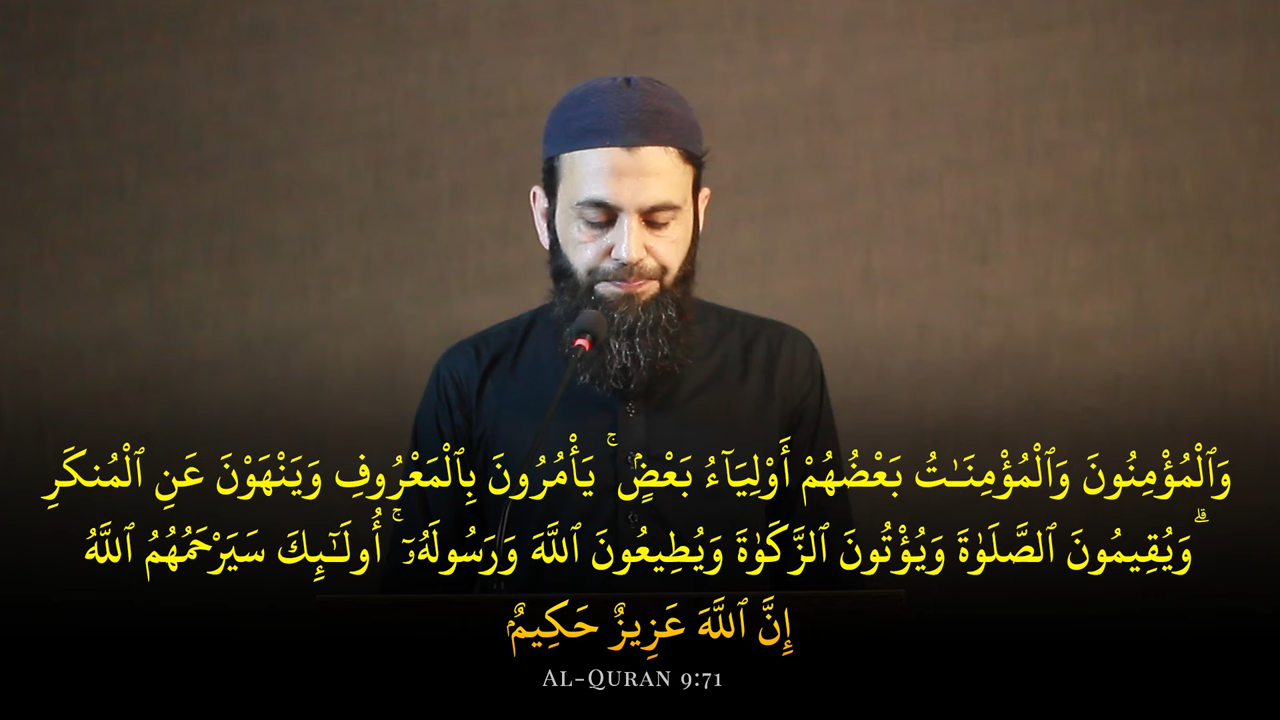 وَٱلْمُؤْمِنُونَ وَٱلْمُؤْمِنَـٰتُ بَعْضُهُمْ أَوْلِيَآءُ بَعْضٍۢ ۚ يَأْمُرُونَ بِٱلْمَعْرُوفِ وَيَنْهَوْنَ عَنِ ٱلْمُنكَرِ
وَيُقِيمُونَ ٱلصَّلَوٰةَ وَيُؤْتُونَ ٱلزَّكَوٰةَ وَيُطِيعُونَ ٱللَّهَ وَرَسُولَهُۥٓ ۚ أُو۟لَـٰٓئِكَ سَيَرْحَمُهُمُ ٱللَّهُ ۗ
إِنَّ ٱللَّهَ عَزِيزٌ حَكِيمٌۭ
Al-Quran 9:71